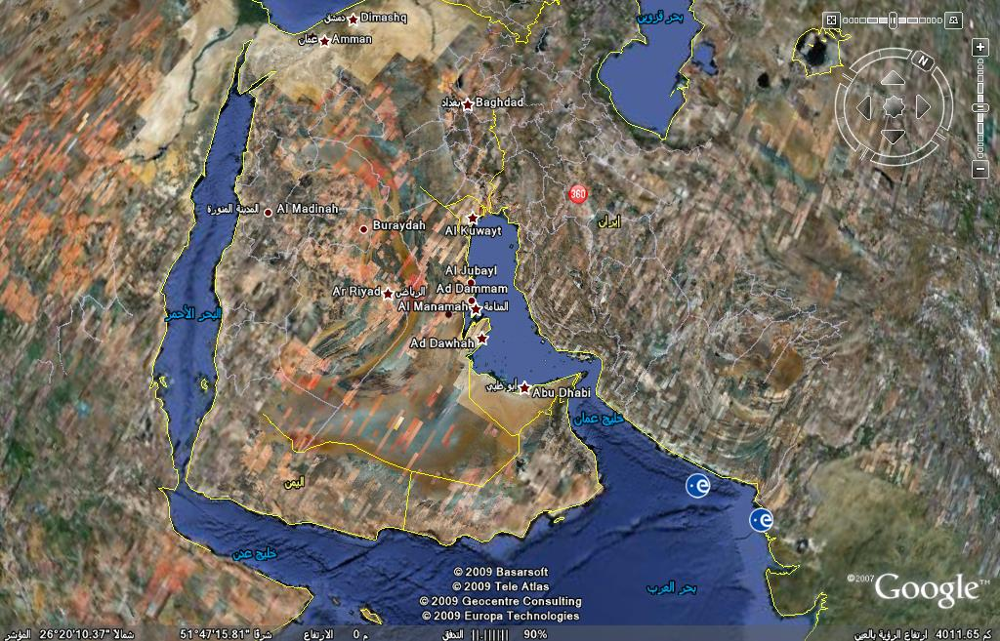 دمشق Dimashq
عمان Amman
بحر قزوين
N
بغداد Baghdad
360
المدينة المنورة Al Madinah
Buraydah
إيران
Al Kuwayt
Al Jubayl
Ar Riyad الرياض
Ad Dammam
Al Manamah المنامة
البحر الأحمر
Ad Dawhah
أبو ظبي Abu Dhabi
خليج عمان
اليمن
e
e
خليج عدن
بحر العرب
© 2009 Basarsoft
© 2009 Tele Atlas
© 2009 Geocentre Consulting
© 2009 Europa Technologies
©2007 Google™
المؤشر 26°20'10.37" شمالاً 51°47'15.81" شرقاً الارتفاع 0 م التدفق 90% ارتفاع الرؤية بالعين 4011.65 كم